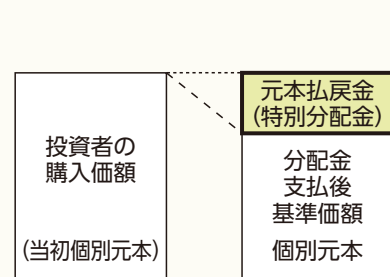 投資者の
購入価額
(当初個別元本)
元本払戻金
(特別分配金)
分配金
支払後
基準価額
個別元本